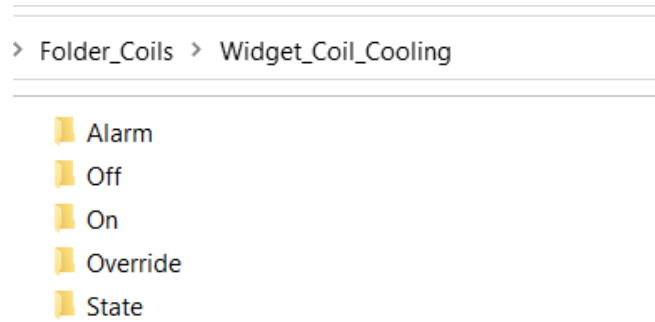 > Folder_Coils > Widget_Coil_Cooling
Alarm
Off
On
Override
State